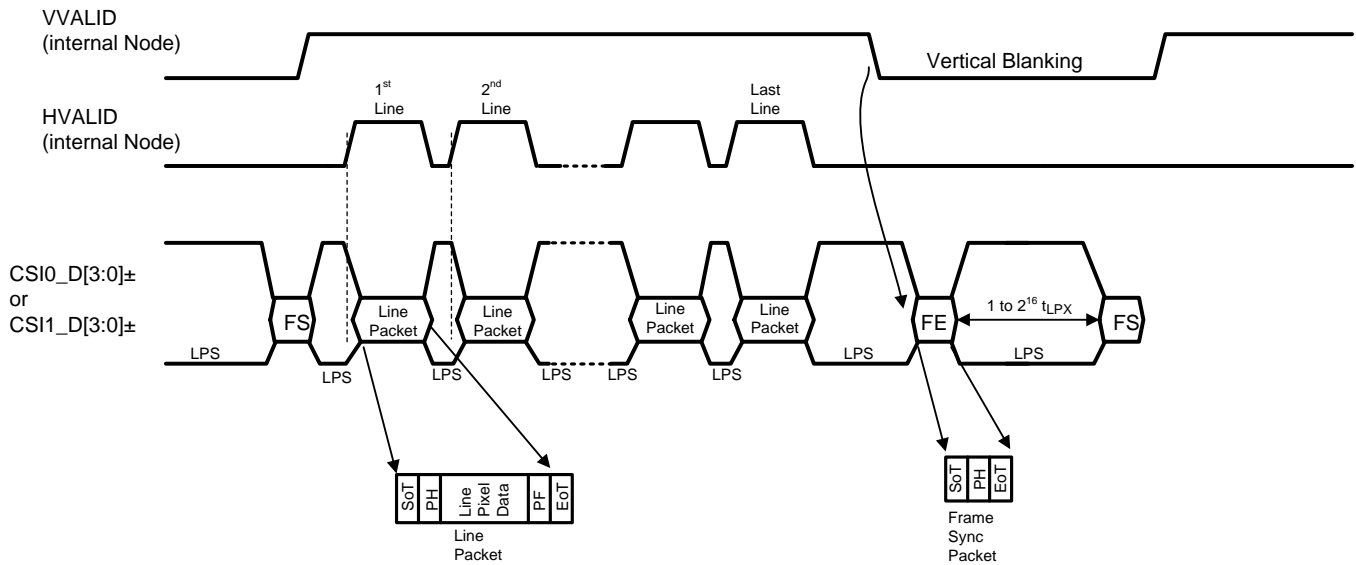 VVALID
(internal Node)
Vertical Blanking
HVALID
(internal Node)
1st
Line
2nd
Line
Last
Line
CSI0_D[3:0]±
or
CSI1_D[3:0]±
FS
Line
Packet
Line
Packet
Line
Packet
Line
Packet
FE
1 to 2^16 tLPX
FS
LPS
LPS
LPS
LPS
LPS
LPS
LPS
LPS
SoT
PH
Line
Pixel
Data
PF
EoT
Line
Packet
SoT
PH
EoT
Frame
Sync
Packet